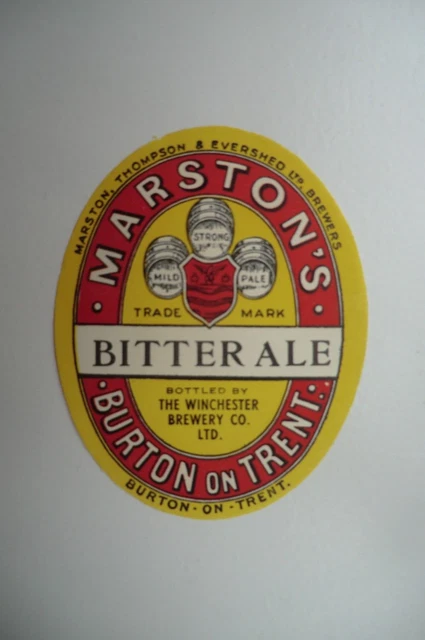 MARSTON, THOMPSON & EVERSHED LTD, BREWERS
MARSTON'S
STRONG
MILD
PALE
TRADE MARK
BITTER ALE
BOTTLED BY
THE WINCHESTER
BREWERY CO.
LTD.
BURTON ON TRENT.
BURTON-ON-TRENT.